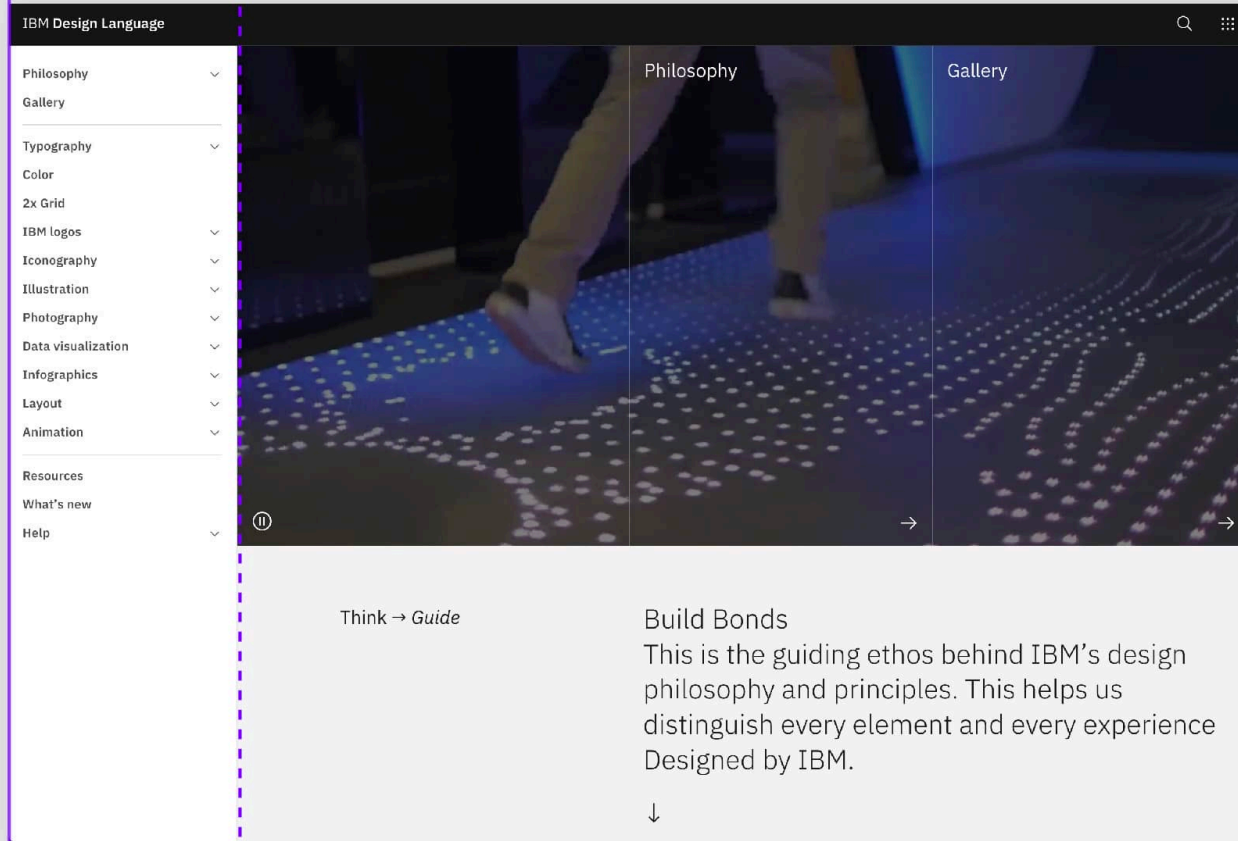 IBM Design Language
Philosophy
Gallery
Typography
Color
2x Grid
IBM logos
Iconography
Illustration
Photography
Data visualization
Infographics
Layout
Animation
Resources
What's new
Help
Philosophy
Gallery
Think → Guide
Build Bonds
This is the guiding ethos behind IBM's design
philosophy and principles. This helps us
distinguish every element and every experience
Designed by IBM.